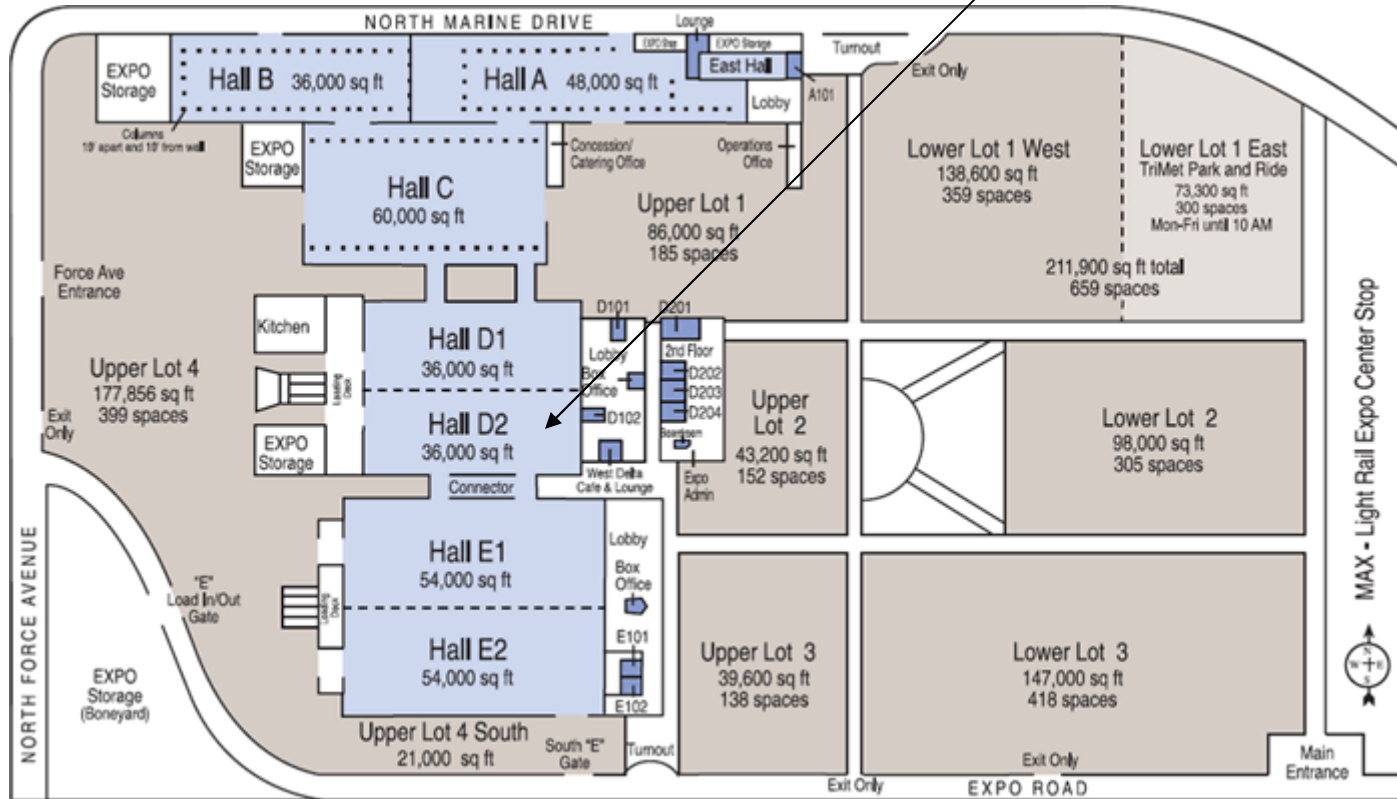 NORTH MARINE DRIVE
Lounge
EXPO Storage
Turnout
EXPO
Storage
Hall B 36,000 sq ft
Hall A 48,000 sq ft
East Hall
A101
Lobby
Exit Only
Columns
10' apart and 10' from wall
EXPO
Storage
Concession/
Catering Office
Operations
Office
Hall C
60,000 sq ft
Upper Lot 1
86,000 sq ft
185 spaces
Lower Lot 1 West
138,600 sq ft
359 spaces
Lower Lot 1 East
TriMet Park and Ride
73,300 sq ft
300 spaces
Mon-Fri until 10 AM
211,900 sq ft total
659 spaces
Force Ave
Entrance
Kitchen
Loading
Dock
EXPO
Storage
Upper Lot 4
177,856 sq ft
399 spaces
Exit
Only
Hall D1
36,000 sq ft
Hall D2
36,000 sq ft
Connector
D101
Lobby
Box
Office
D102
West Delta
Cafe & Lounge
D201
2nd Floor
D202
D203
D204
Boardroom
Expo
Admin
Upper
Lot 2
43,200 sq ft
152 spaces
Lower Lot 2
98,000 sq ft
305 spaces
MAX - Light Rail Expo Center Stop
N
W E
S
Hall E1
54,000 sq ft
Hall E2
54,000 sq ft
Loading
Dock
Lobby
Box
Office
E101
E102
"E"
Load In/Out
Gate
NORTH FORCE AVENUE
EXPO
Storage
(Boneyard)
Upper Lot 4 South
21,000 sq ft
South "E"
Gate
Turnout
Upper Lot 3
39,600 sq ft
138 spaces
Lower Lot 3
147,000 sq ft
418 spaces
Exit Only
Exit Only
EXPO ROAD
Main
Entrance